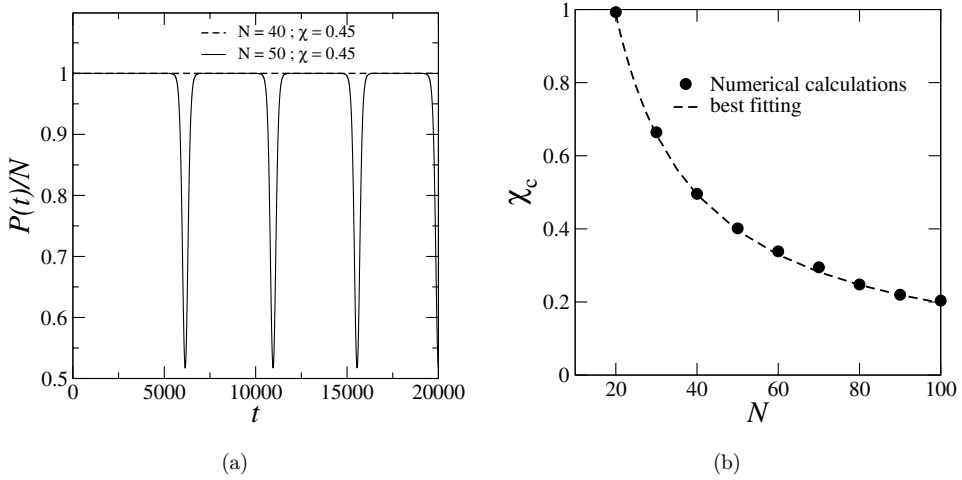 N = 40 ; χ = 0.45
N = 50 ; χ = 0.45
P(t)/N
1
0.9
0.8
0.7
0.6
0.5
0 5000 10000 15000 20000
t
(a)
χc
1
0.8
0.6
0.4
0.2
0
Numerical calculations
best fitting
20 40 60 80 100
N
(b)